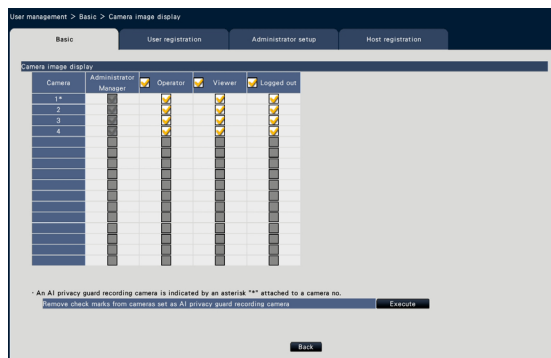 User management > Basic > Camera image display
Basic
User registration
Administrator setup
Host registration
Camera image display
Camera
Administrator
Manager
Operator
Viewer
Logged out
1*
2
3
4
· An AI privacy guard recording camera is indicated by an asterisk "*" attached to a camera no.
Remove check marks from cameras set as AI privacy guard recording camera.
Execute
Back